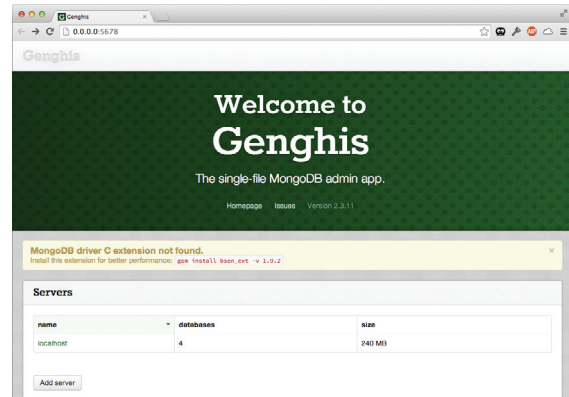 Genghis
0.0.0.0:5678
Genghis
Welcome to
Genghis
The single-file MongoDB admin app.
Homepage Issues Version 2.3.11
MongoDB driver C extension not found. ×
Install this extension for better performance: gem install bson_ext -v 1.9.2
Servers
name databases size
localhost 4 240 MB
Add server